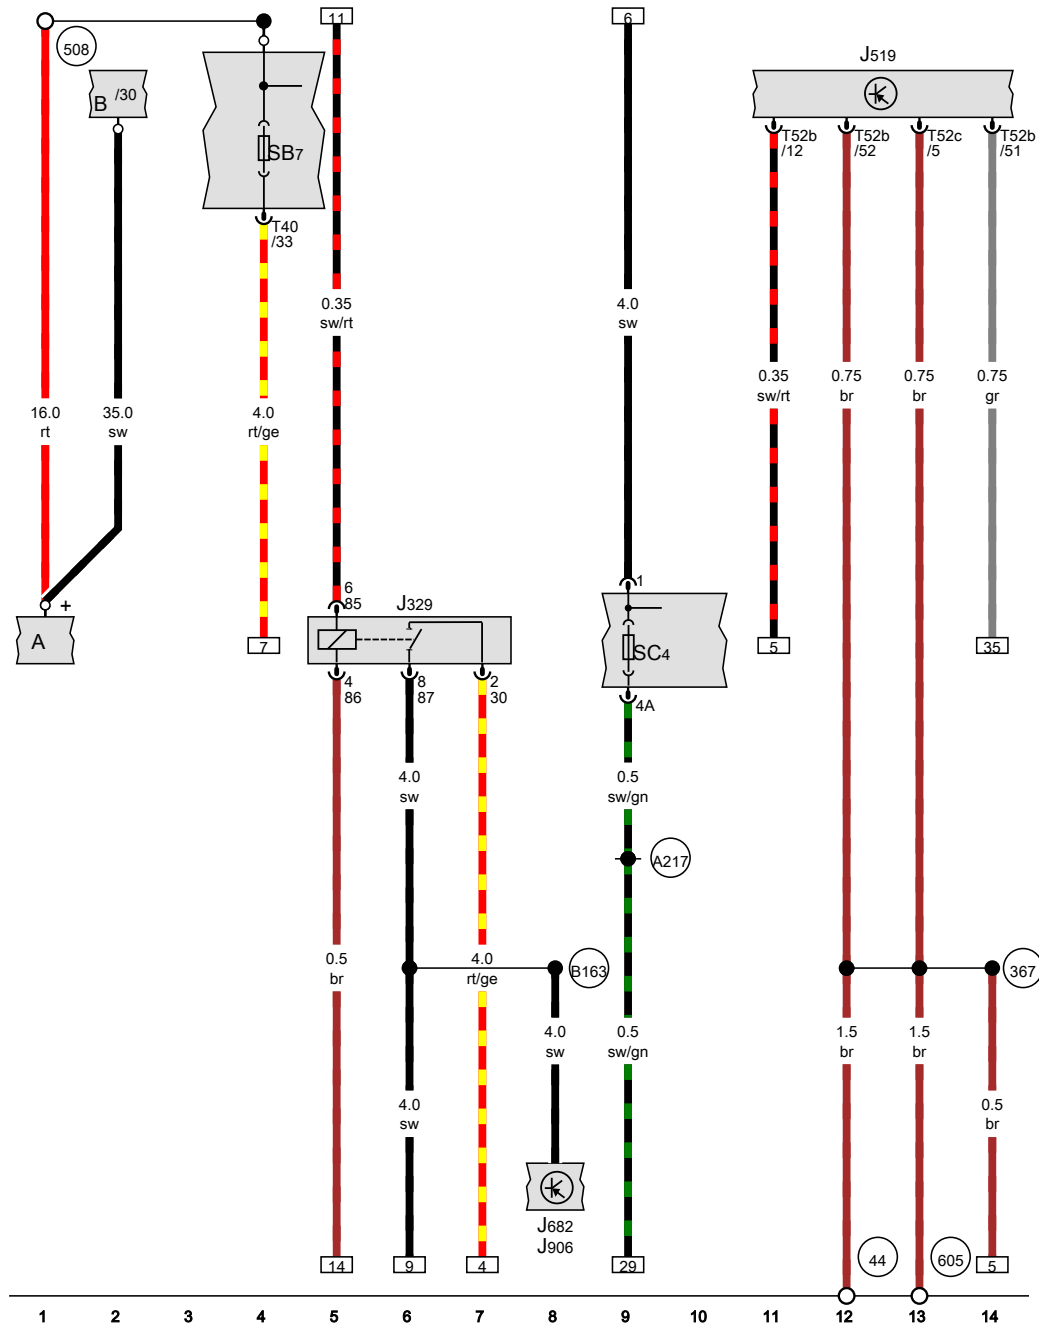 11
6
508
J519
B /30
SB7
T52b
/12
T52b
/52
T52c
/5
T52b
/51
T40
/33
0.35
sw/rt
4.0
sw
0.35
sw/rt
0.75
br
0.75
br
0.75
gr
16.0
rt
35.0
sw
4.0
rt/ge
6
85
J329
1
+
A
7
SC4
5
35
4
86
8
87
2
30
4A
4.0
sw
0.5
sw/gn
A217
0.5
br
4.0
rt/ge
B163
367
4.0
sw
0.5
sw/gn
1.5
br
1.5
br
4.0
sw
0.5
br
J682
J906
14
9
4
29
44
605
5
1 2 3 4 5 6 7 8 9 10 11 12 13 14